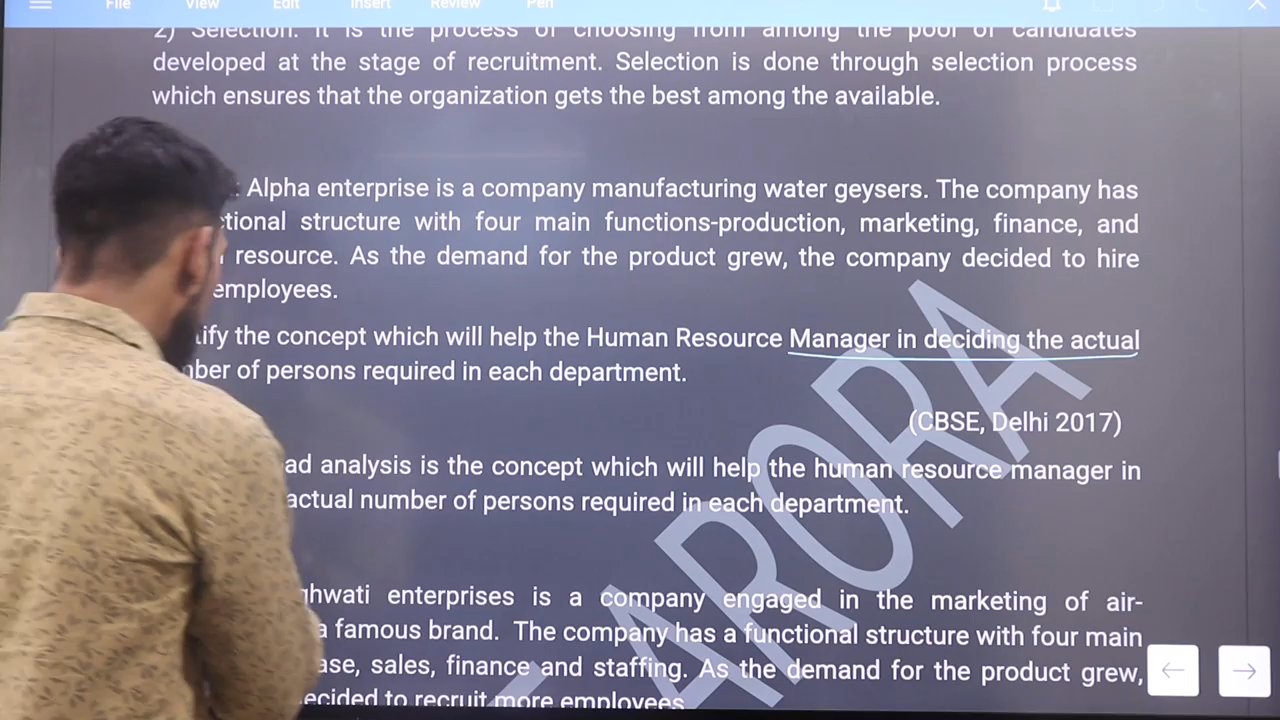 File View Edit Insert Review Pen
2) Selection: It is the process of choosing from among the pool of candidates
developed at the stage of recruitment. Selection is done through selection process
which ensures that the organization gets the best among the available.
: Alpha enterprise is a company manufacturing water geysers. The company has
ctional structure with four main functions-production, marketing, finance, and
resource. As the demand for the product grew, the company decided to hire
employees.
tify the concept which will help the Human Resource Manager in deciding the actual
ber of persons required in each department.
(CBSE, Delhi 2017)
ad analysis is the concept which will help the human resource manager in
actual number of persons required in each department.
ghwati enterprises is a company engaged in the marketing of air-
a famous brand. The company has a functional structure with four main
ase, sales, finance and staffing. As the demand for the product grew,
ecided to recruit more employees.
ARORA